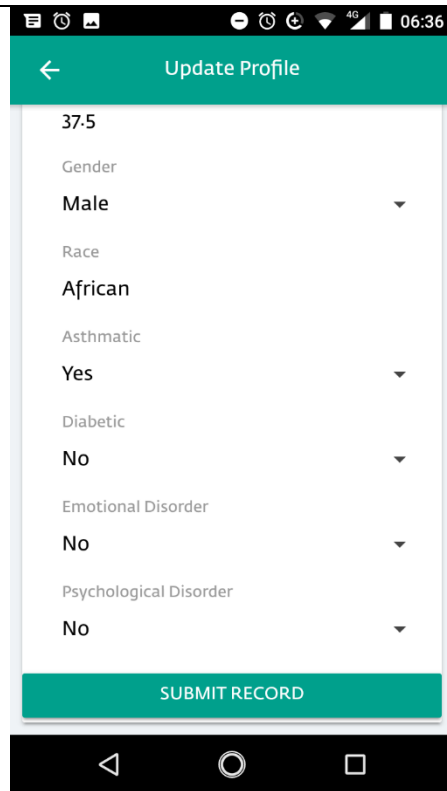 4G 06:36
Update Profile
37.5
Gender
Male
Race
African
Asthmatic
Yes
Diabetic
No
Emotional Disorder
No
Psychological Disorder
No
SUBMIT RECORD